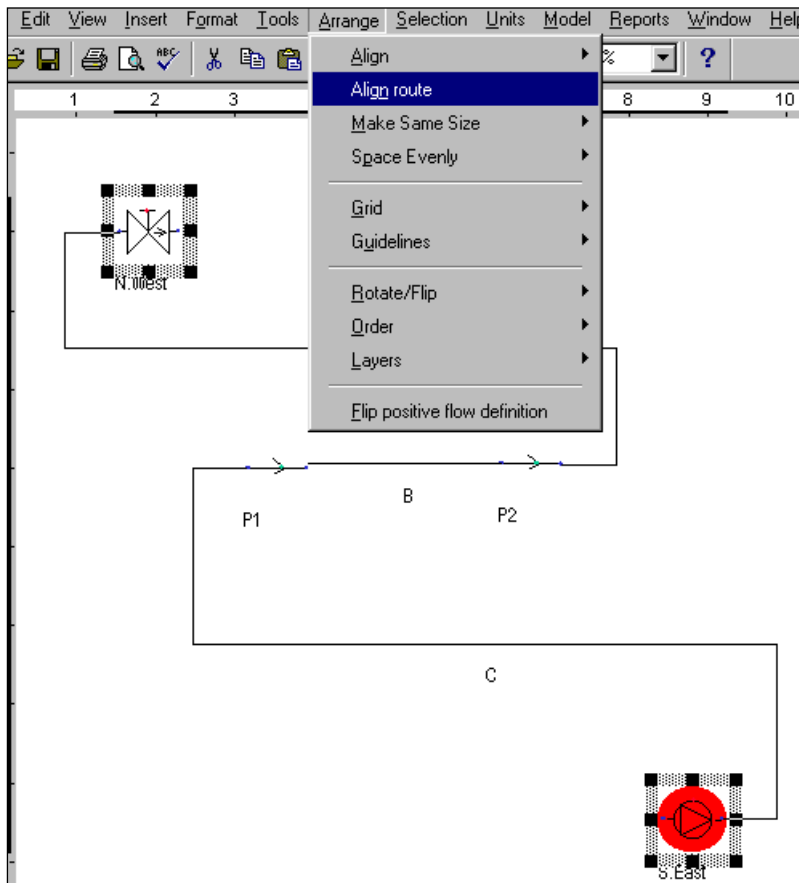 Edit View Insert Format Tools Arrange Selection Units Model Reports Window Help
ABC % ?
1 2 3 8 9 10
Align
Align route
Make Same Size
Space Evenly
Grid
Guidelines
Rotate/Flip
Order
Layers
Flip positive flow definition
N.West
B
P1 P2
C
S.East